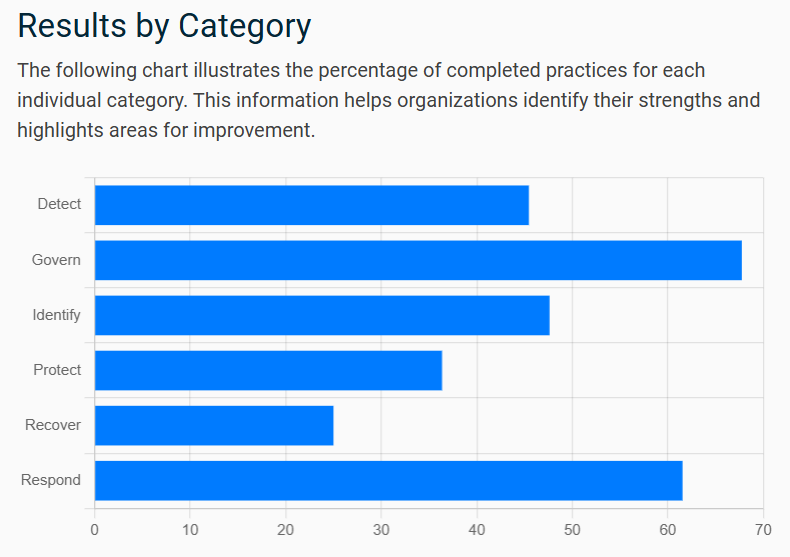 Results by Category
The following chart illustrates the percentage of completed practices for each
individual category. This information helps organizations identify their strengths and
highlights areas for improvement.
Detect
Govern
Identify
Protect
Recover
Respond
0 10 20 30 40 50 60 70